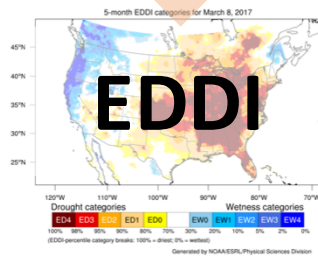 5-month EDDI categories for March 8, 2017
45°N
40°N
EDDI
35°N
30°N
25°N
120°W 110°W 100°W 90°W 80°W 70°W
Drought categories Wetness categories
ED4 ED3 ED2 ED1 ED0 EW0 EW1 EW2 EW3 EW4
100% 98% 95% 90% 80% 70% 30% 20% 10% 5% 2% 0%
(EDDI-percentile category breaks: 100% = driest; 0% = wettest)
Generated by NOAA/ESRL/Physical Sciences Division